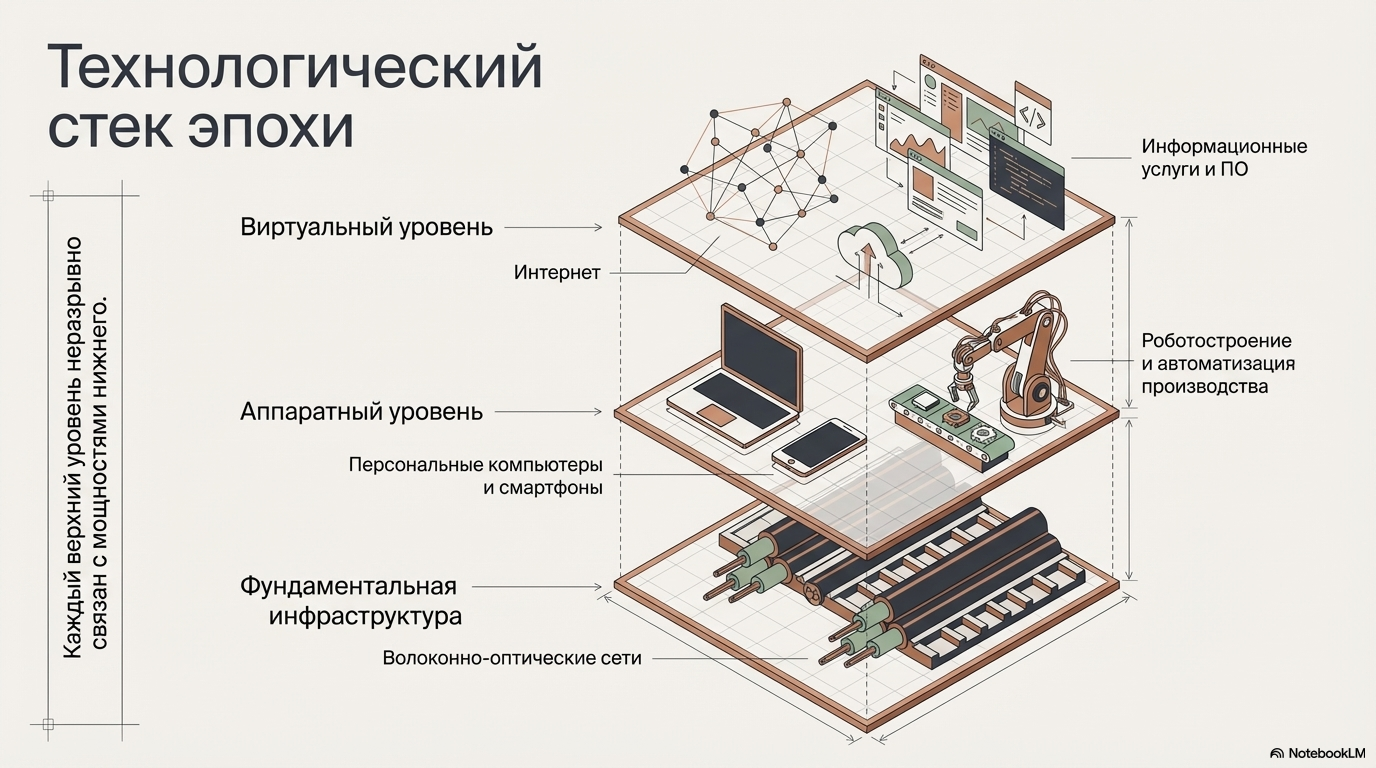 Технологический
стек эпохи
Каждый верхний уровень неразрывно
связан с мощностями нижнего.
Виртуальный уровень
Интернет
Информационные
услуги и ПО
Аппаратный уровень
Персональные компьютеры
и смартфоны
Роботостроение
и автоматизация
производства
Фундаментальная
инфраструктура
Волоконно-оптические сети
</>
NotebookLM